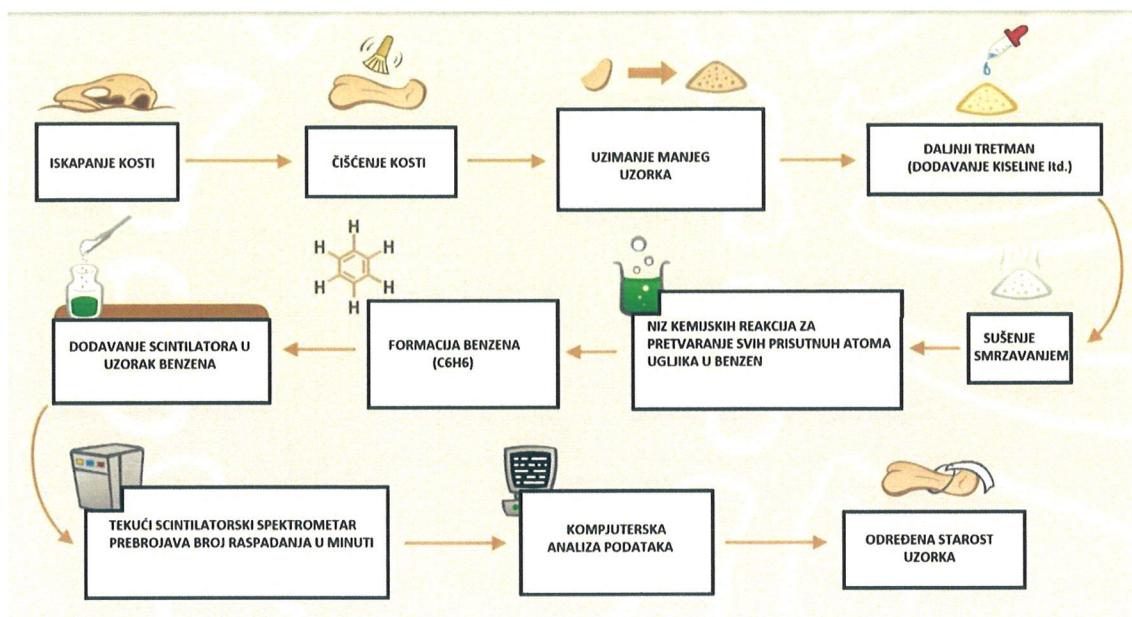 ISKAPANJE KOSTI
ČIŠĆENJE KOSTI
UZIMANJE MANJEG
UZORKA
DALJNJI TRETMAN
(DODAVANJE KISELINE Itd.)
SUŠENJE
SMRZAVANJEM
NIZ KEMIJSKIH REAKCIJA ZA
PRETVARANJE SVIH PRISUTNUH ATOMA
UGLJIKA U BENZEN
H
H
H
H
H
H
FORMACIJA BENZENA
(C6H6)
DODAVANJE SCINTILATORA U
UZORAK BENZENA
TEKUĆI SCINTILATORSKI SPEKTROMETAR
PREBROJAVA BROJ RASPADANJA U MINUTI
KOMPJUTERSKA
ANALIZA PODATAKA
ODREĐENA STAROST
UZORKA